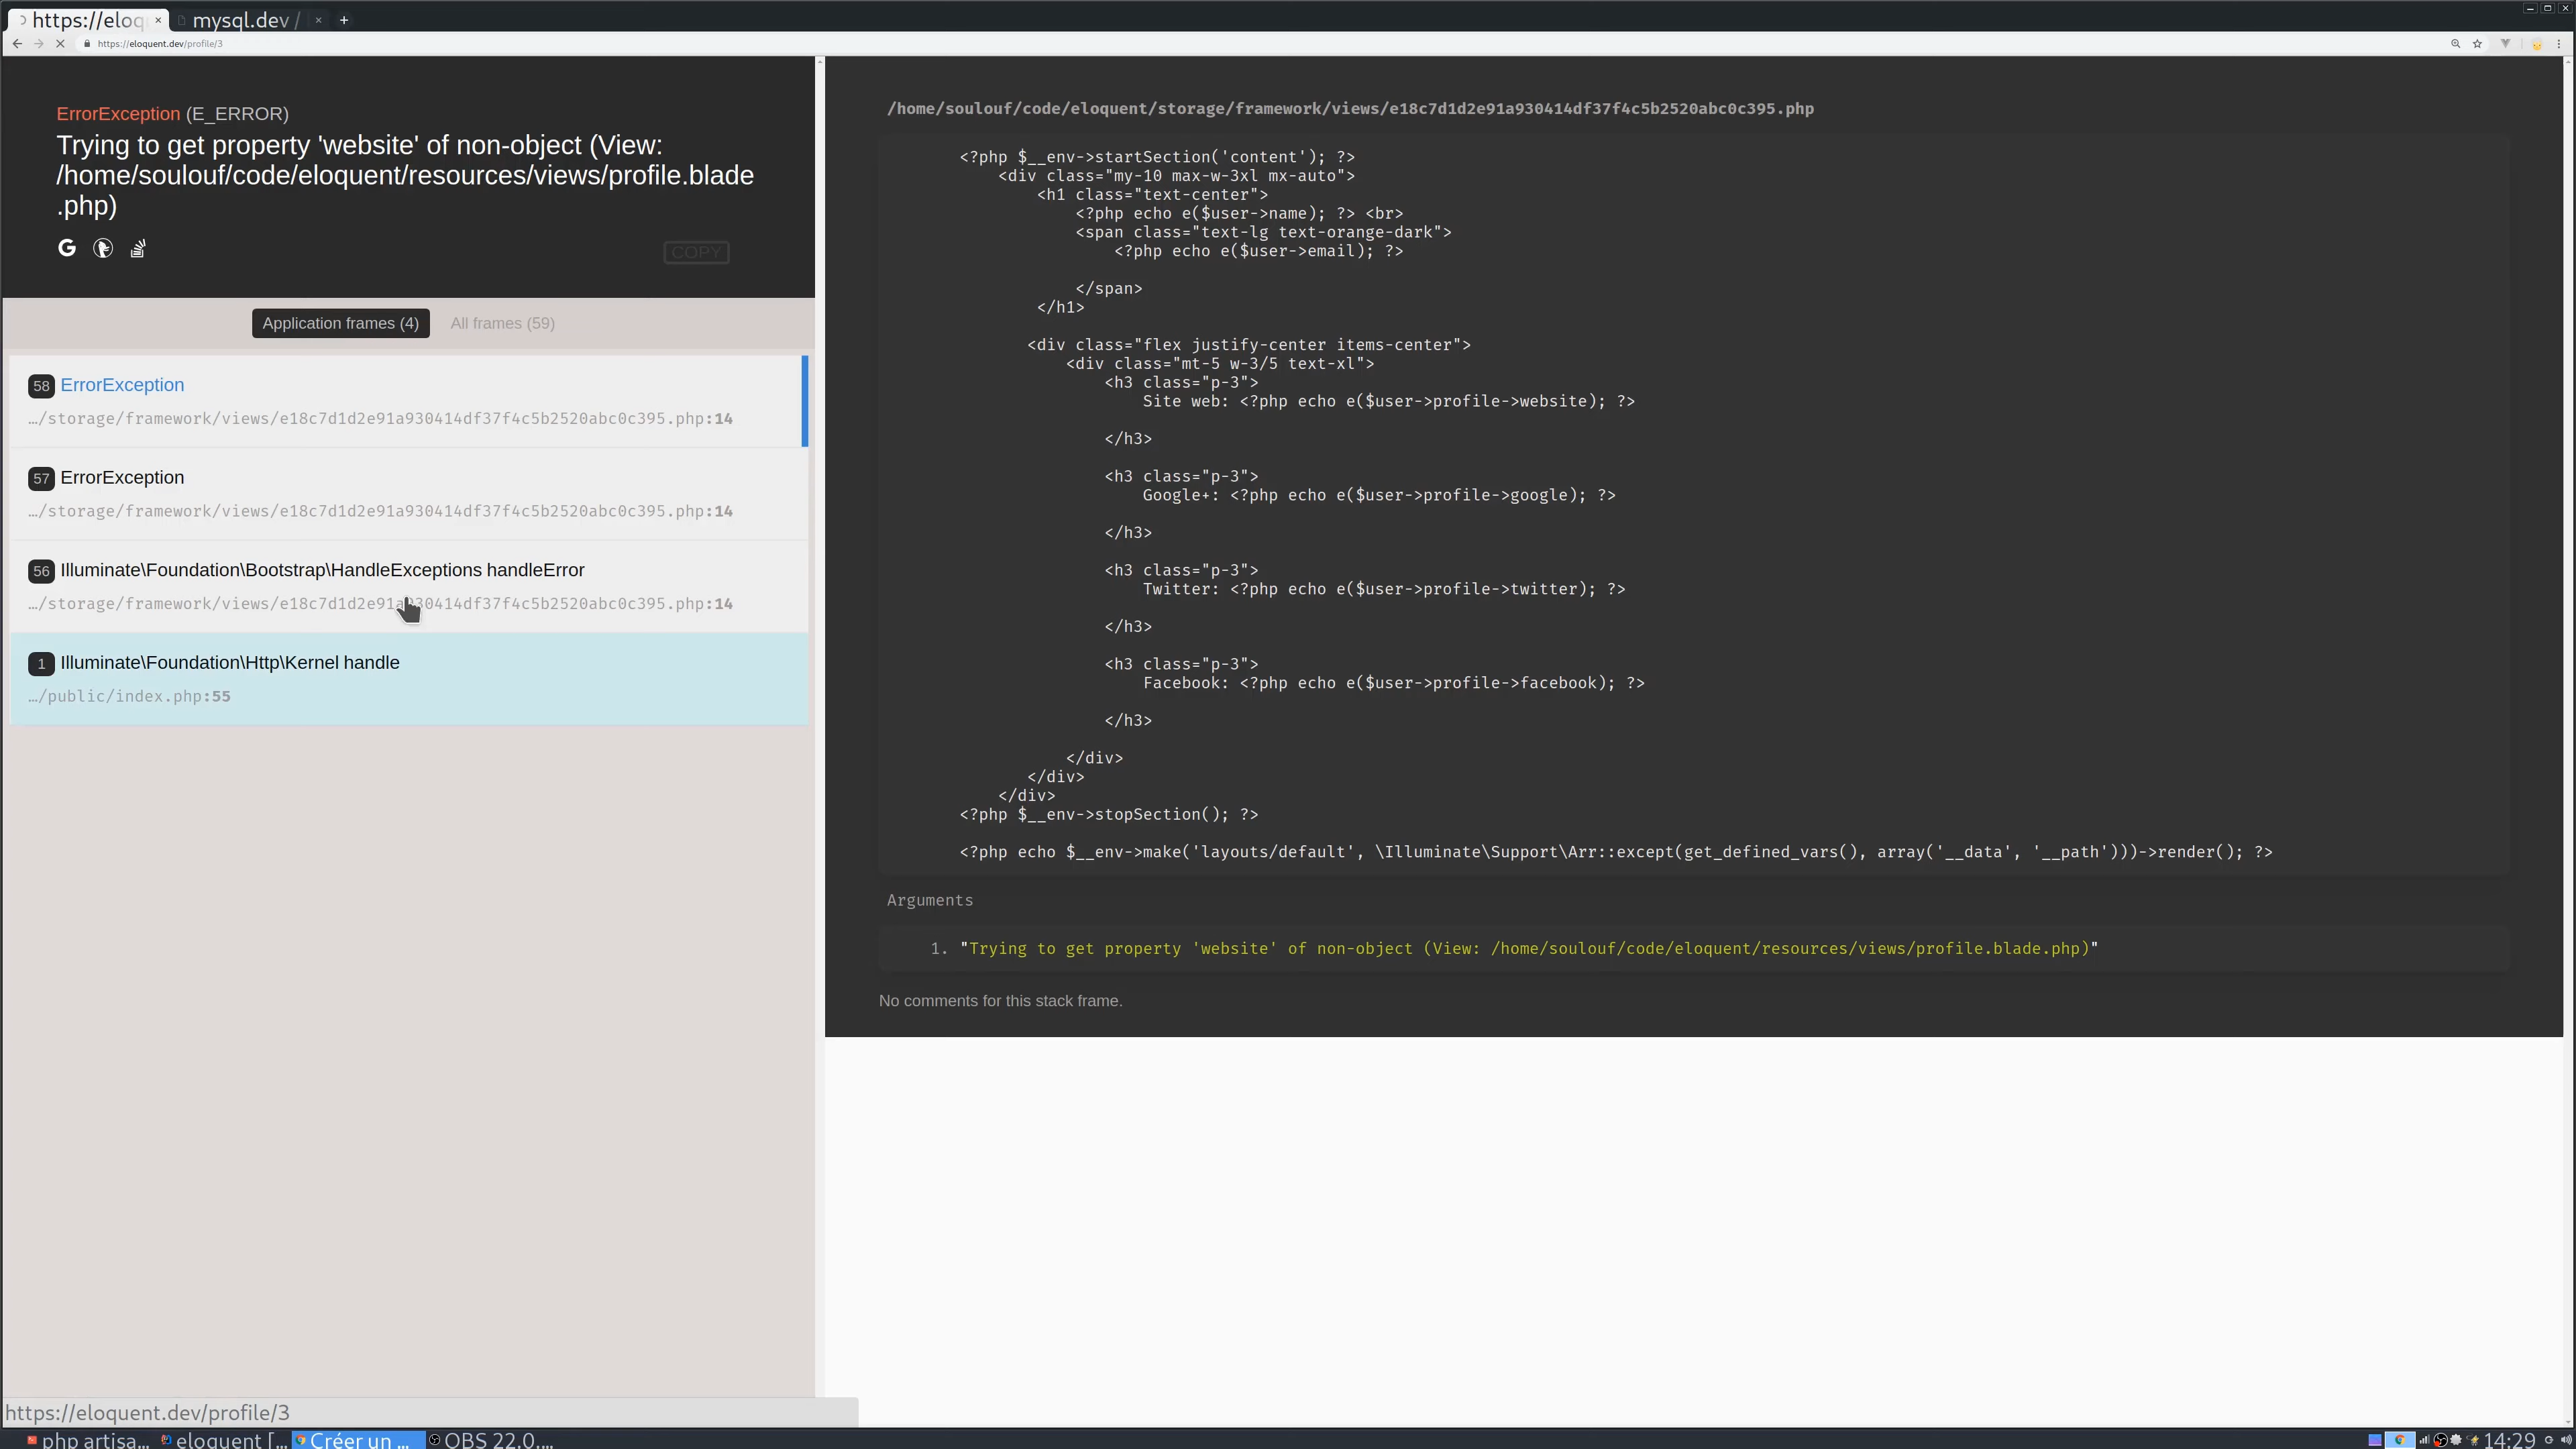 https://eloq
mysql.dev /
https://eloquent.dev/profile/3
ErrorException (E_ERROR)
Trying to get property 'website' of non-object (View:
/home/soulouf/code/eloquent/resources/views/profile.blade
.php)
COPY
Application frames (4)
All frames (59)
58 ErrorException
…/storage/framework/views/e18c7d1d2e91a930414df37f4c5b2520abc0c395.php:14
57 ErrorException
…/storage/framework/views/e18c7d1d2e91a930414df37f4c5b2520abc0c395.php:14
56 Illuminate\Foundation\Bootstrap\HandleExceptions handleError
…/storage/framework/views/e18c7d1d2e91a930414df37f4c5b2520abc0c395.php:14
1 Illuminate\Foundation\Http\Kernel handle
…/public/index.php:55
/home/soulouf/code/eloquent/storage/framework/views/e18c7d1d2e91a930414df37f4c5b2520abc0c395.php
<?php $__env->startSection('content'); ?>
<div class="my-10 max-w-3xl mx-auto">
<h1 class="text-center">
<?php echo e($user->name); ?> <br>
<span class="text-lg text-orange-dark">
<?php echo e($user->email); ?>
</span>
</h1>
<div class="flex justify-center items-center">
<div class="mt-5 w-3/5 text-xl">
<h3 class="p-3">
Site web: <?php echo e($user->profile->website); ?>
</h3>
<h3 class="p-3">
Google+: <?php echo e($user->profile->google); ?>
</h3>
<h3 class="p-3">
Twitter: <?php echo e($user->profile->twitter); ?>
</h3>
<h3 class="p-3">
Facebook: <?php echo e($user->profile->facebook); ?>
</h3>
</div>
</div>
</div>
<?php $__env->stopSection(); ?>
<?php echo $__env->make('layouts/default', \Illuminate\Support\Arr::except(get_defined_vars(), array('__data', '__path')))->render(); ?>
Arguments
1. "Trying to get property 'website' of non-object (View: /home/soulouf/code/eloquent/resources/views/profile.blade.php)"
No comments for this stack frame.
https://eloquent.dev/profile/3
php artisa...
eloquent [...
Créer un ...
OBS 22.0....
14:29